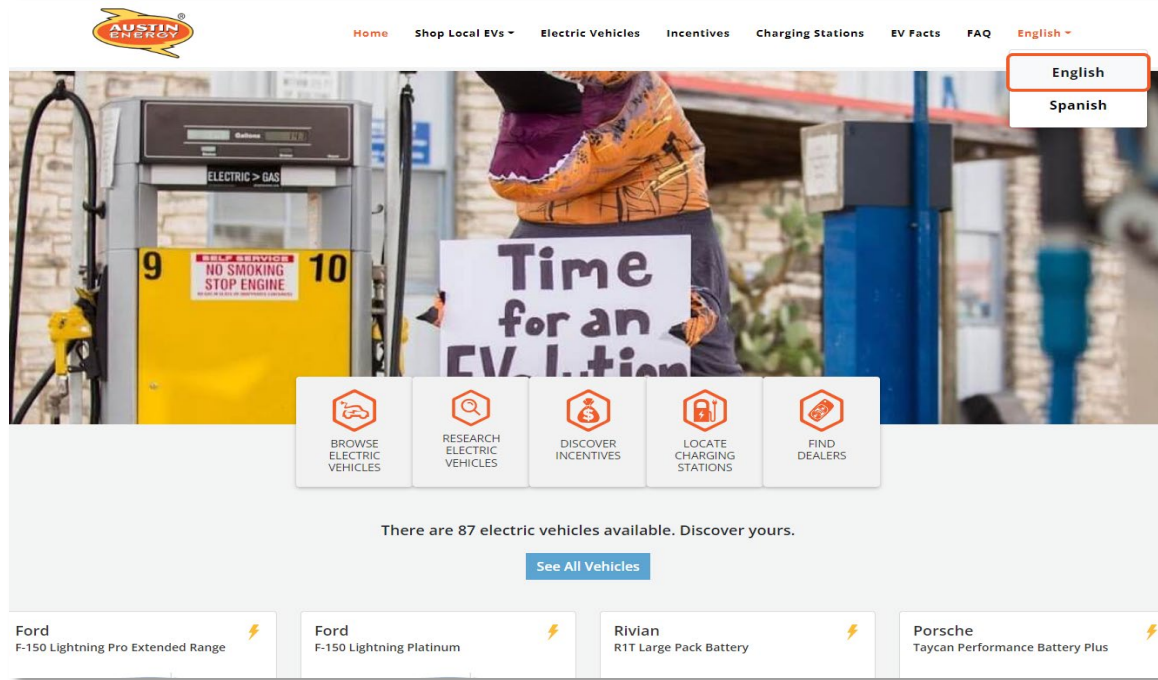 AUSTIN
ENERGY
®
Home Shop Local EVs Electric Vehicles Incentives Charging Stations EV Facts FAQ English
English
Spanish
Gallons
ELECTRIC > GAS
9
SELF SERVICE
NO SMOKING
STOP ENGINE
10
Time
for an
EVolution
BROWSE
ELECTRIC
VEHICLES
RESEARCH
ELECTRIC
VEHICLES
DISCOVER
INCENTIVES
LOCATE
CHARGING
STATIONS
FIND
DEALERS
There are 87 electric vehicles available. Discover yours.
See All Vehicles
Ford
F-150 Lightning Pro Extended Range
Ford
F-150 Lightning Platinum
Rivian
R1T Large Pack Battery
Porsche
Taycan Performance Battery Plus